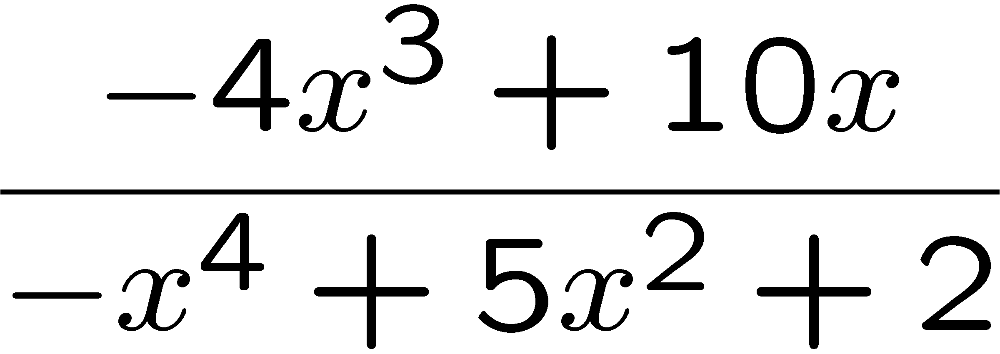 −4x³ + 10x
−x⁴ + 5x² + 2